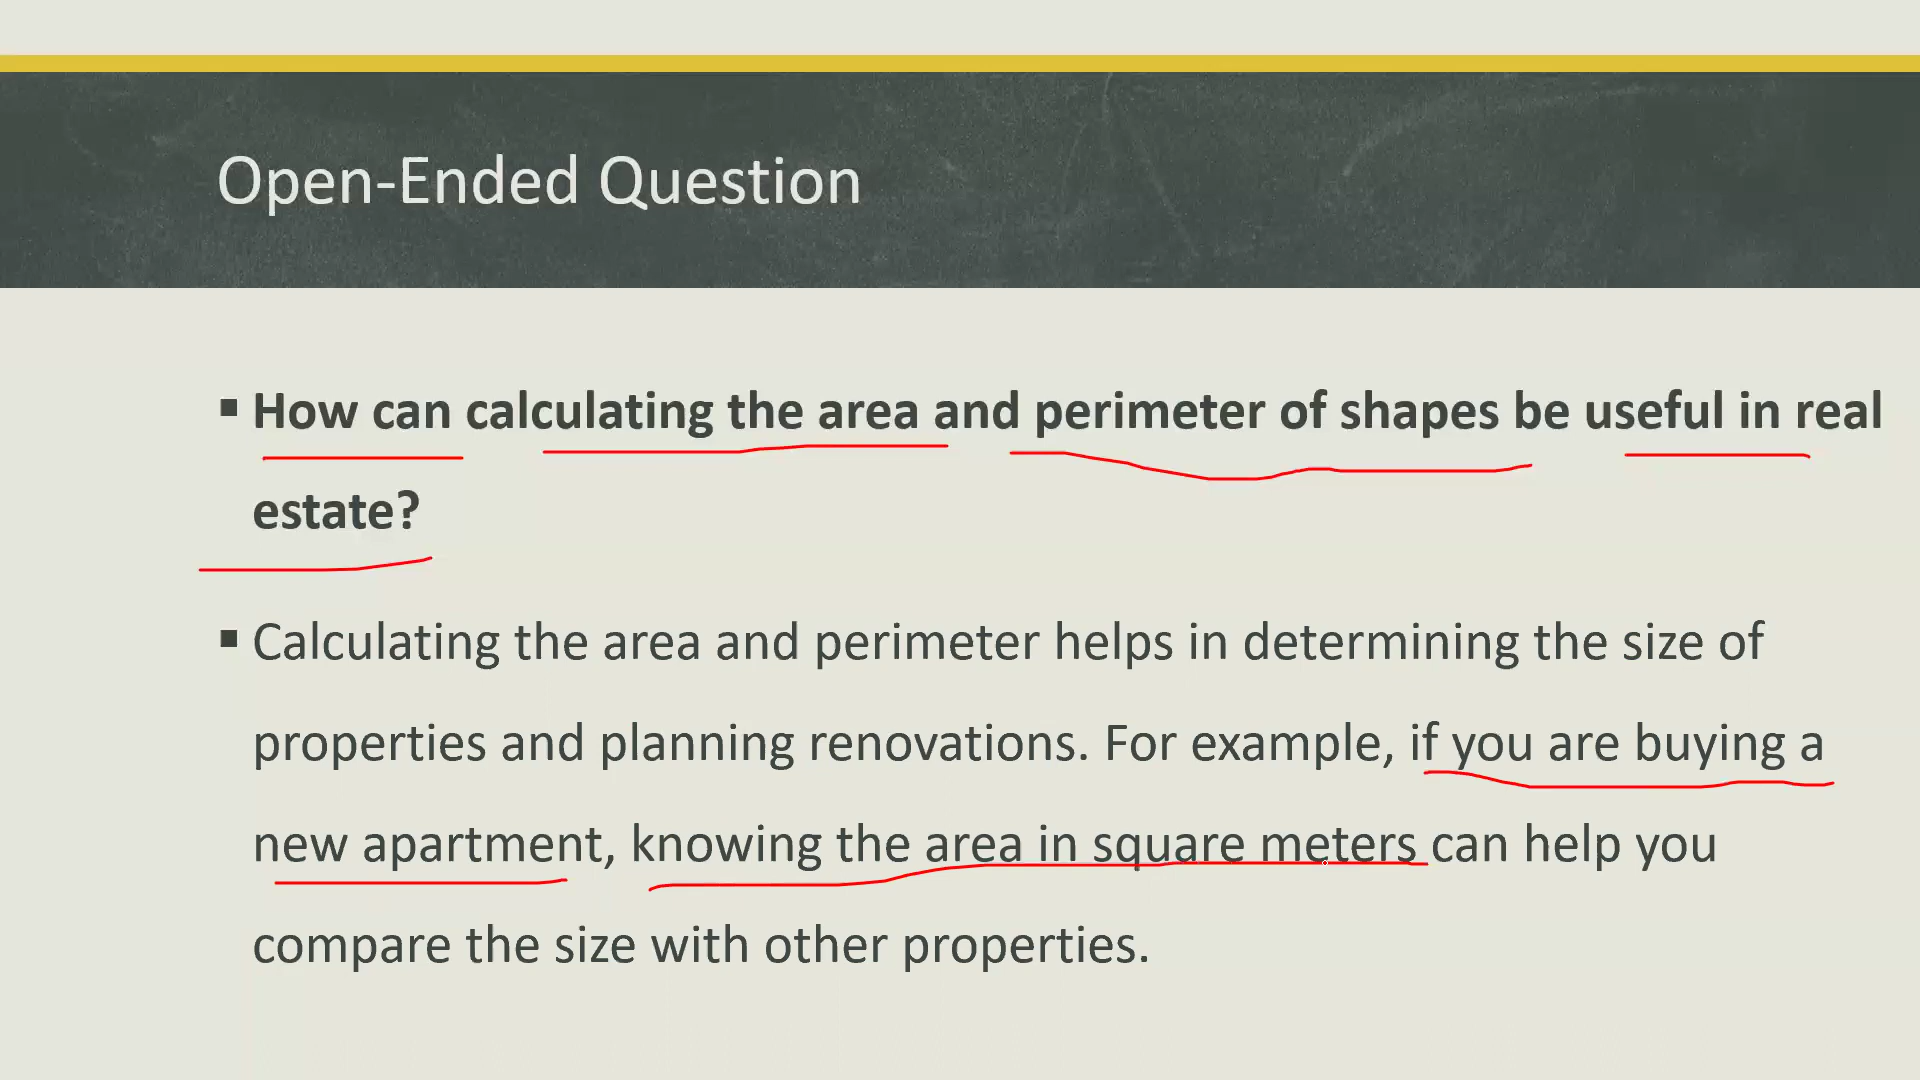 Open-Ended Question
▪ How can calculating the area and perimeter of shapes be useful in real
estate?
▪ Calculating the area and perimeter helps in determining the size of
properties and planning renovations. For example, if you are buying a
new apartment, knowing the area in square meters can help you
compare the size with other properties.